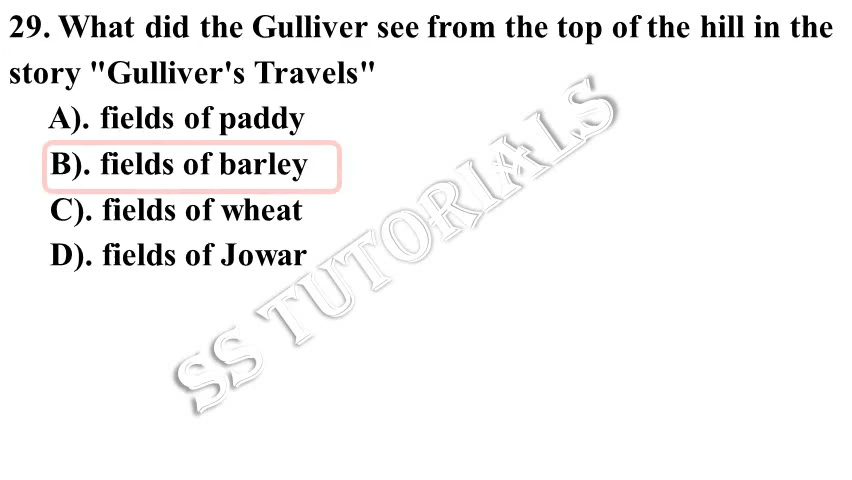 29. What did the Gulliver see from the top of the hill in the
story "Gulliver's Travels"
A). fields of paddy
B). fields of barley
C). fields of wheat
D). fields of Jowar
SS TUTORIALS